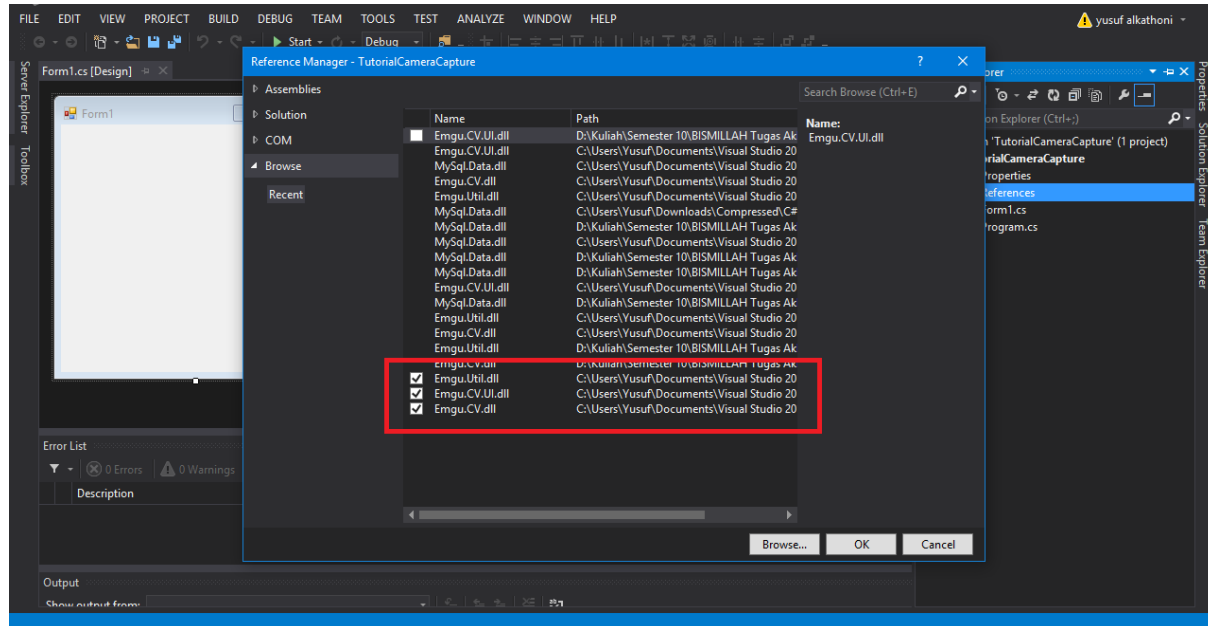 FILE EDIT VIEW PROJECT BUILD DEBUG TEAM TOOLS TEST ANALYZE WINDOW HELP
yusuf alkathoni
Start Debug
Form1.cs [Design]
Server Explorer
Toolbox
Form1
Reference Manager - TutorialCameraCapture
? 
Assemblies
Solution
COM
Browse
Recent
Search Browse (Ctrl+E)
Name Path
Emgu.CV.UI.dll D:\Kuliah\Semester 10\BISMILLAH Tugas Ak
Emgu.CV.UI.dll C:\Users\Yusuf\Documents\Visual Studio 20
MySql.Data.dll C:\Users\Yusuf\Documents\Visual Studio 20
Emgu.CV.dll C:\Users\Yusuf\Documents\Visual Studio 20
Emgu.Util.dll C:\Users\Yusuf\Documents\Visual Studio 20
MySql.Data.dll C:\Users\Yusuf\Downloads\Compressed\C#
MySql.Data.dll D:\Kuliah\Semester 10\BISMILLAH Tugas Ak
MySql.Data.dll C:\Users\Yusuf\Documents\Visual Studio 20
MySql.Data.dll D:\Kuliah\Semester 10\BISMILLAH Tugas Ak
MySql.Data.dll D:\Kuliah\Semester 10\BISMILLAH Tugas Ak
Emgu.CV.UI.dll C:\Users\Yusuf\Documents\Visual Studio 20
MySql.Data.dll D:\Kuliah\Semester 10\BISMILLAH Tugas Ak
Emgu.Util.dll C:\Users\Yusuf\Documents\Visual Studio 20
Emgu.CV.dll C:\Users\Yusuf\Documents\Visual Studio 20
Emgu.Util.dll D:\Kuliah\Semester 10\BISMILLAH Tugas Ak
Emgu.CV.dll D:\Kuliah\Semester 10\BISMILLAH Tugas Ak
Emgu.Util.dll C:\Users\Yusuf\Documents\Visual Studio 20
Emgu.CV.UI.dll C:\Users\Yusuf\Documents\Visual Studio 20
Emgu.CV.dll C:\Users\Yusuf\Documents\Visual Studio 20
Name:
Emgu.CV.UI.dll
Browse... OK Cancel
orer
on Explorer (Ctrl+;)
'TutorialCameraCapture' (1 project)
rialCameraCapture
roperties
eferences
orm1.cs
rogram.cs
Properties
Solution Explorer
Team Explorer
Error List
0 Errors 0 Warnings
Description
Output
Show output from: